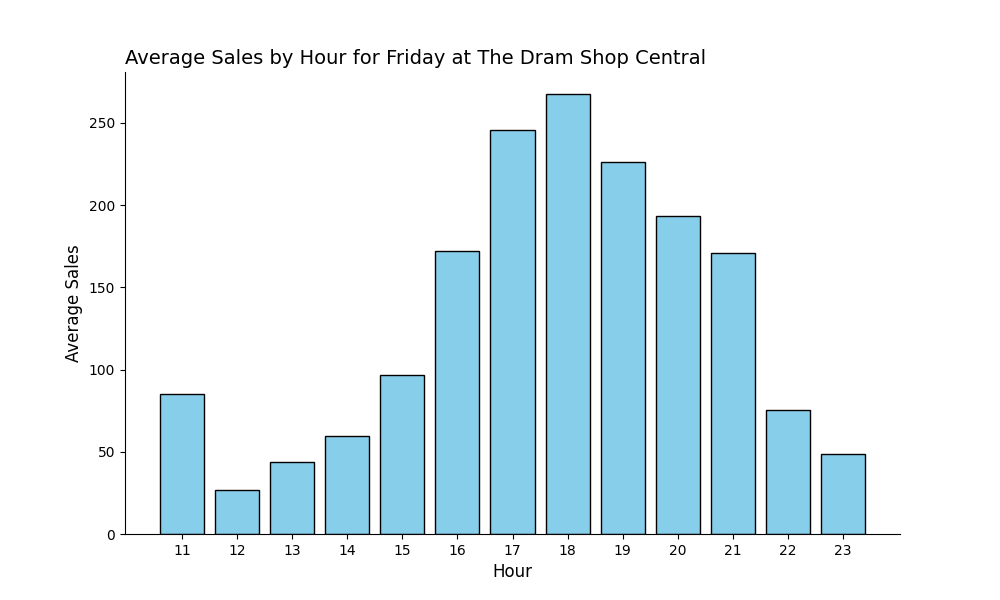 Average Sales by Hour for Friday at The Dram Shop Central
Average Sales
250
200
150
100
50
0
11 12 13 14 15 16 17 18 19 20 21 22 23
Hour